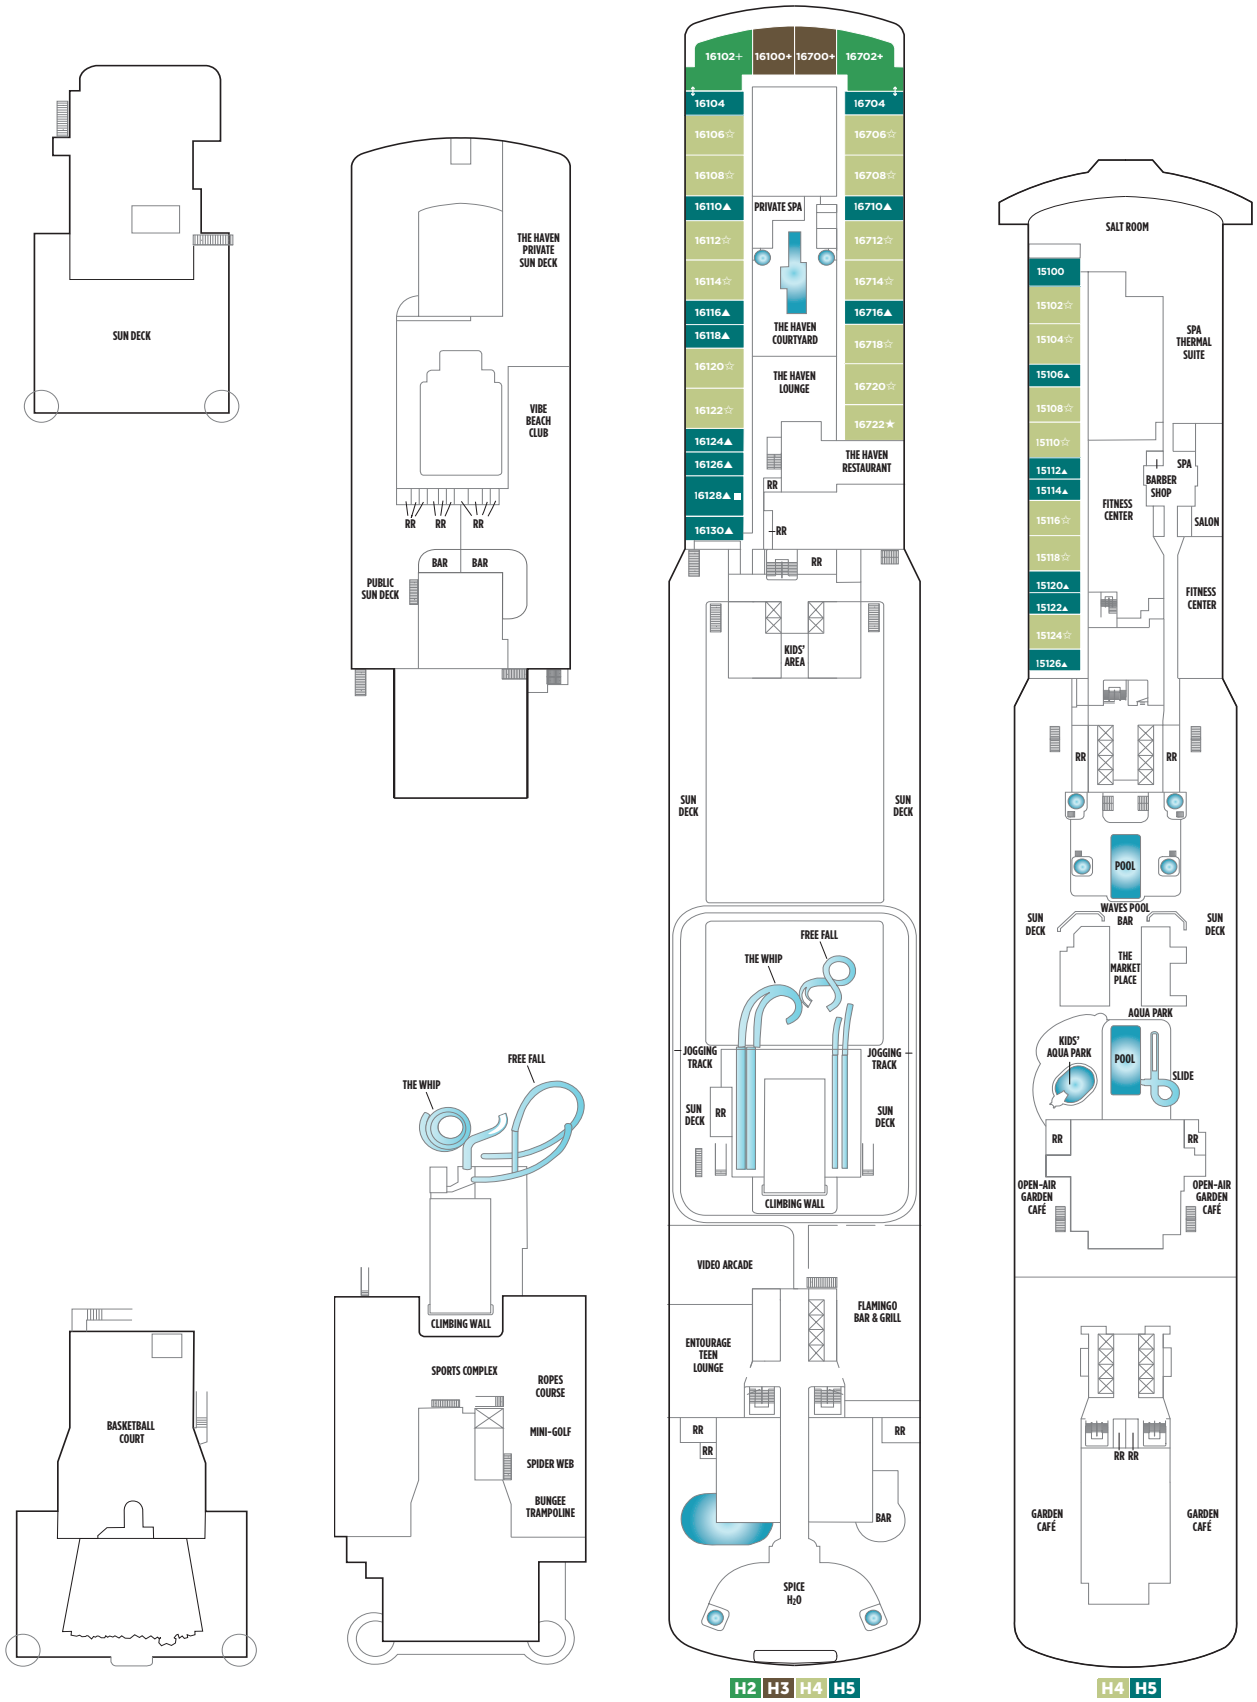 SUN DECK
BASKETBALL
COURT
THE HAVEN
PRIVATE
SUN DECK
VIBE
BEACH
CLUB
RR
RR
RR
BAR
BAR
PUBLIC
SUN DECK
FREE FALL
THE WHIP
CLIMBING WALL
SPORTS COMPLEX
ROPES
COURSE
MINI-GOLF
SPIDER WEB
BUNGEE
TRAMPOLINE
16102+
16100+
16700+
16702+
16104
16704
16106☆
16706☆
16108☆
16708☆
16110▲
PRIVATE SPA
16710▲
16112☆
16712☆
16114☆
16714☆
16116▲
16716▲
16118▲
THE HAVEN
COURTYARD
16718☆
16120☆
THE HAVEN
LOUNGE
16720☆
16122☆
16722★
16124▲
16126▲
THE HAVEN
RESTAURANT
16128▲■
RR
16130▲
RR
RR
KIDS'
AREA
SUN
DECK
SUN
DECK
FREE FALL
THE WHIP
JOGGING
TRACK
JOGGING
TRACK
SUN
DECK
RR
SUN
DECK
CLIMBING WALL
VIDEO ARCADE
FLAMINGO
BAR & GRILL
ENTOURAGE
TEEN
LOUNGE
RR
RR
RR
BAR
SPICE
H2O
H2 H3 H4 H5
SALT ROOM
15100
15102☆
15104☆
SPA
THERMAL
SUITE
15106▲
15108☆
15110☆
15112▲
SPA
BARBER
SHOP
15114▲
FITNESS
CENTER
15116☆
SALON
15118☆
15120▲
15122▲
FITNESS
CENTER
15124☆
15126▲
RR
RR
POOL
WAVES POOL
BAR
SUN
DECK
SUN
DECK
THE
MARKET
PLACE
AQUA PARK
KIDS'
AQUA PARK
POOL
SLIDE
RR
RR
OPEN-AIR
GARDEN
CAFÉ
OPEN-AIR
GARDEN
CAFÉ
RR RR
GARDEN
CAFÉ
GARDEN
CAFÉ
H4 H5